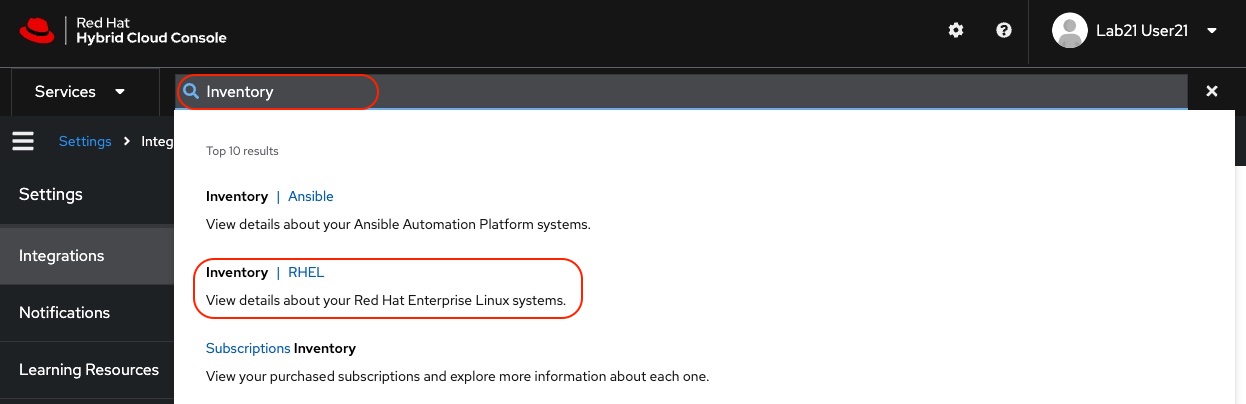 Red Hat
Hybrid Cloud Console
Lab21 User21
Services
Inventory
Settings > Integ
Top 10 results
Settings
Inventory | Ansible
View details about your Ansible Automation Platform systems.
Integrations
Inventory | RHEL
View details about your Red Hat Enterprise Linux systems.
Notifications
Subscriptions Inventory
Learning Resources
View your purchased subscriptions and explore more information about each one.